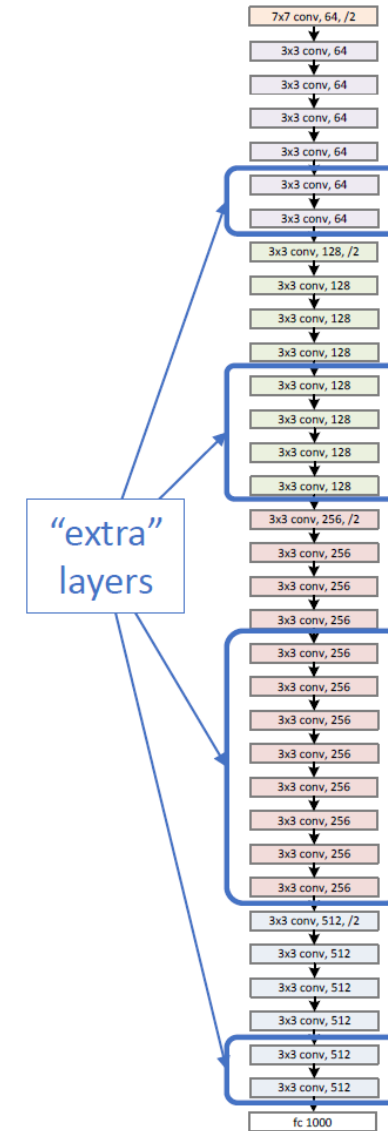 7x7 conv, 64, /2
3x3 conv, 64
3x3 conv, 64
3x3 conv, 64
3x3 conv, 64
3x3 conv, 64
3x3 conv, 64
3x3 conv, 128, /2
3x3 conv, 128
3x3 conv, 128
3x3 conv, 128
3x3 conv, 128
3x3 conv, 128
3x3 conv, 128
3x3 conv, 128
"extra"
layers
3x3 conv, 256, /2
3x3 conv, 256
3x3 conv, 256
3x3 conv, 256
3x3 conv, 256
3x3 conv, 256
3x3 conv, 256
3x3 conv, 256
3x3 conv, 256
3x3 conv, 256
3x3 conv, 256
3x3 conv, 256
3x3 conv, 512, /2
3x3 conv, 512
3x3 conv, 512
3x3 conv, 512
3x3 conv, 512
3x3 conv, 512
fc 1000